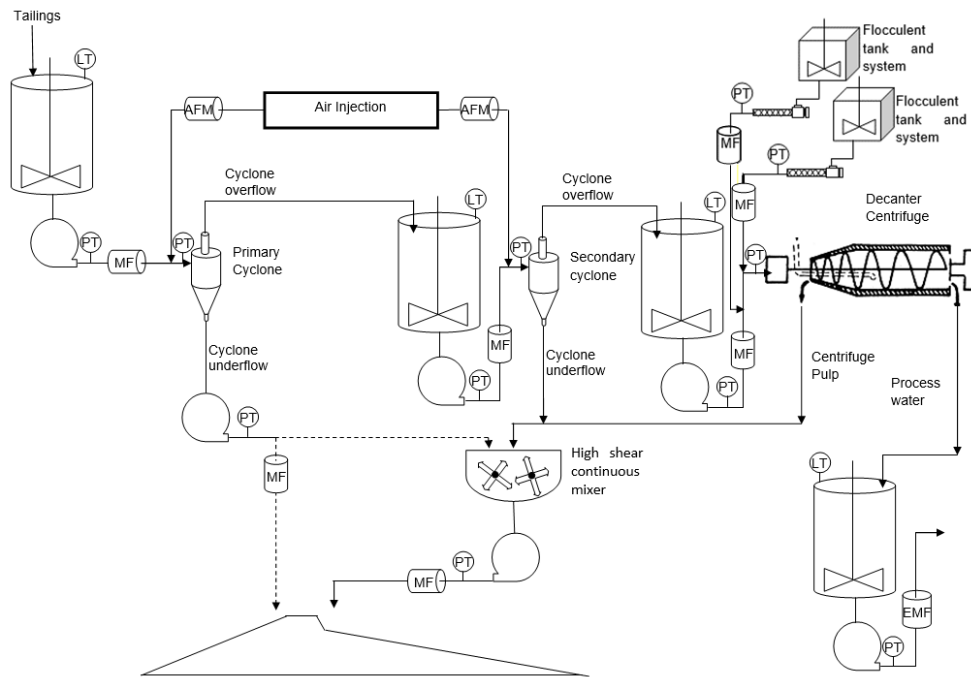 Tailings
LT
AFM
Air Injection
AFM
PT
MF
PT
MF
Flocculent
tank and
system
Flocculent
tank and
system
Cyclone
overflow
Cyclone
overflow
LT
LT
Decanter
Centrifuge
PT
MF
PT
Primary
Cyclone
PT
Secondary
cyclone
PT
MF
MF
Cyclone
underflow
PT
Cyclone
underflow
PT
Centrifuge
Pulp
Process
water
PT
MF
High shear
continuous
mixer
LT
MF
PT
EMF
PT